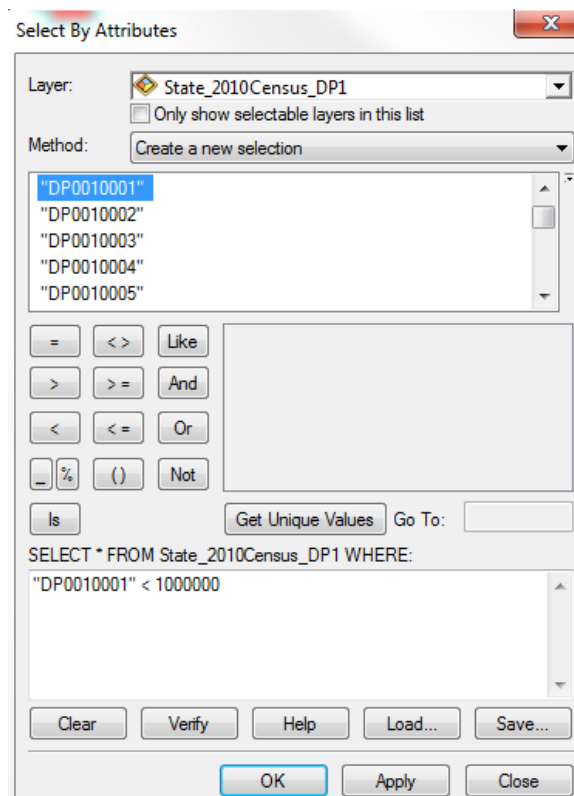 Select By Attributes
Layer: State_2010Census_DP1
Only show selectable layers in this list
Method: Create a new selection
"DP0010001"
"DP0010002"
"DP0010003"
"DP0010004"
"DP0010005"
= < > Like
> > = And
< < = Or
_ % ( ) Not
Is Get Unique Values Go To:
SELECT * FROM State_2010Census_DP1 WHERE:
"DP0010001" < 1000000
Clear Verify Help Load... Save...
OK Apply Close